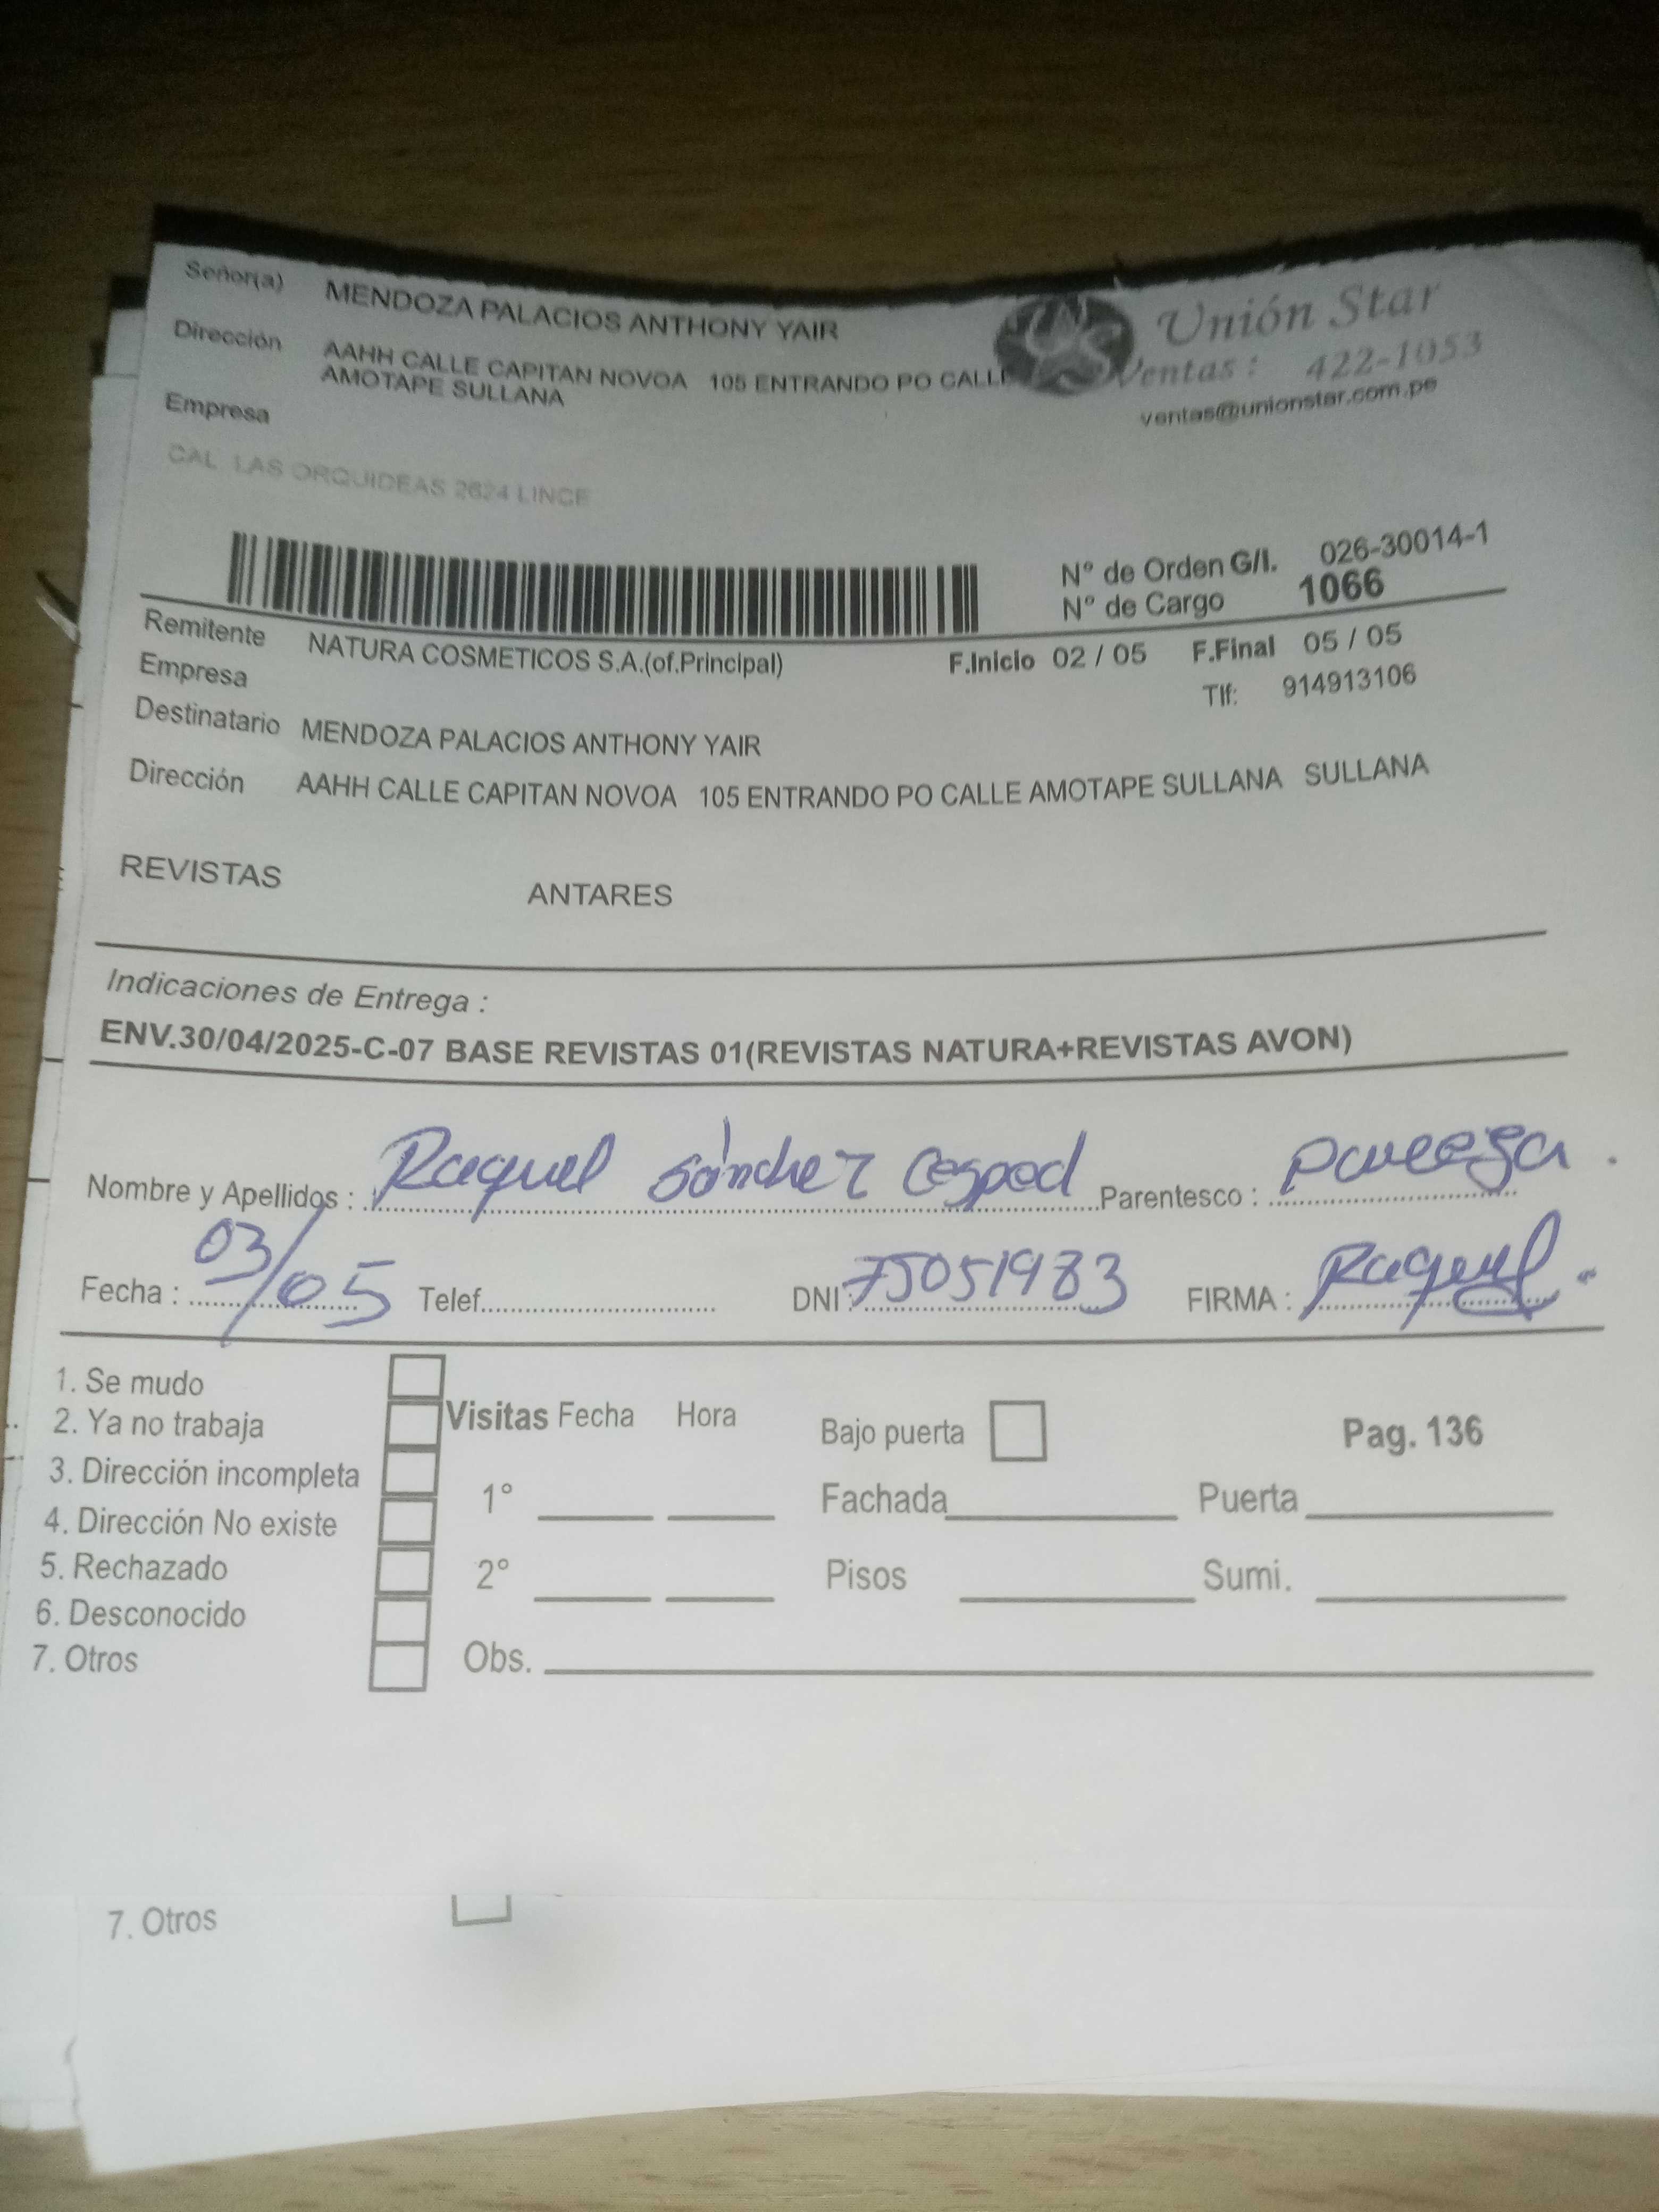 Señor(a) MENDOZA PALACIOS ANTHONY YAIR
Dirección AAHH CALLE CAPITAN NOVOA 105 ENTRANDO PO CALLE
AMOTAPE SULLANA
Empresa
Unión Star
Ventas : 422-1053
ventas@unionstar.com.pe
CAL LAS ORQUIDEAS 2624 LINCE
N° de Orden G/I. 026-30014-1
N° de Cargo 1066
Remitente NATURA COSMETICOS S.A.(of.Principal) F.Inicio 02 / 05 F.Final 05 / 05
Empresa Tlf: 914913106
Destinatario MENDOZA PALACIOS ANTHONY YAIR
Dirección AAHH CALLE CAPITAN NOVOA 105 ENTRANDO PO CALLE AMOTAPE SULLANA SULLANA
REVISTAS ANTARES
Indicaciones de Entrega :
ENV.30/04/2025-C-07 BASE REVISTAS 01(REVISTAS NATURA+REVISTAS AVON)
Nombre y Apellidos : Raquel Sánchez Cesped Parentesco :
Fecha : 03/05 Telef. DNI : 75051983 FIRMA : Raquel
1. Se mudo
2. Ya no trabaja
3. Dirección incompleta
4. Dirección No existe
5. Rechazado
6. Desconocido
7. Otros
Visitas Fecha Hora Bajo puerta Pag. 136
1° Fachada Puerta
2° Pisos Sumi.
Obs.
7. Otros